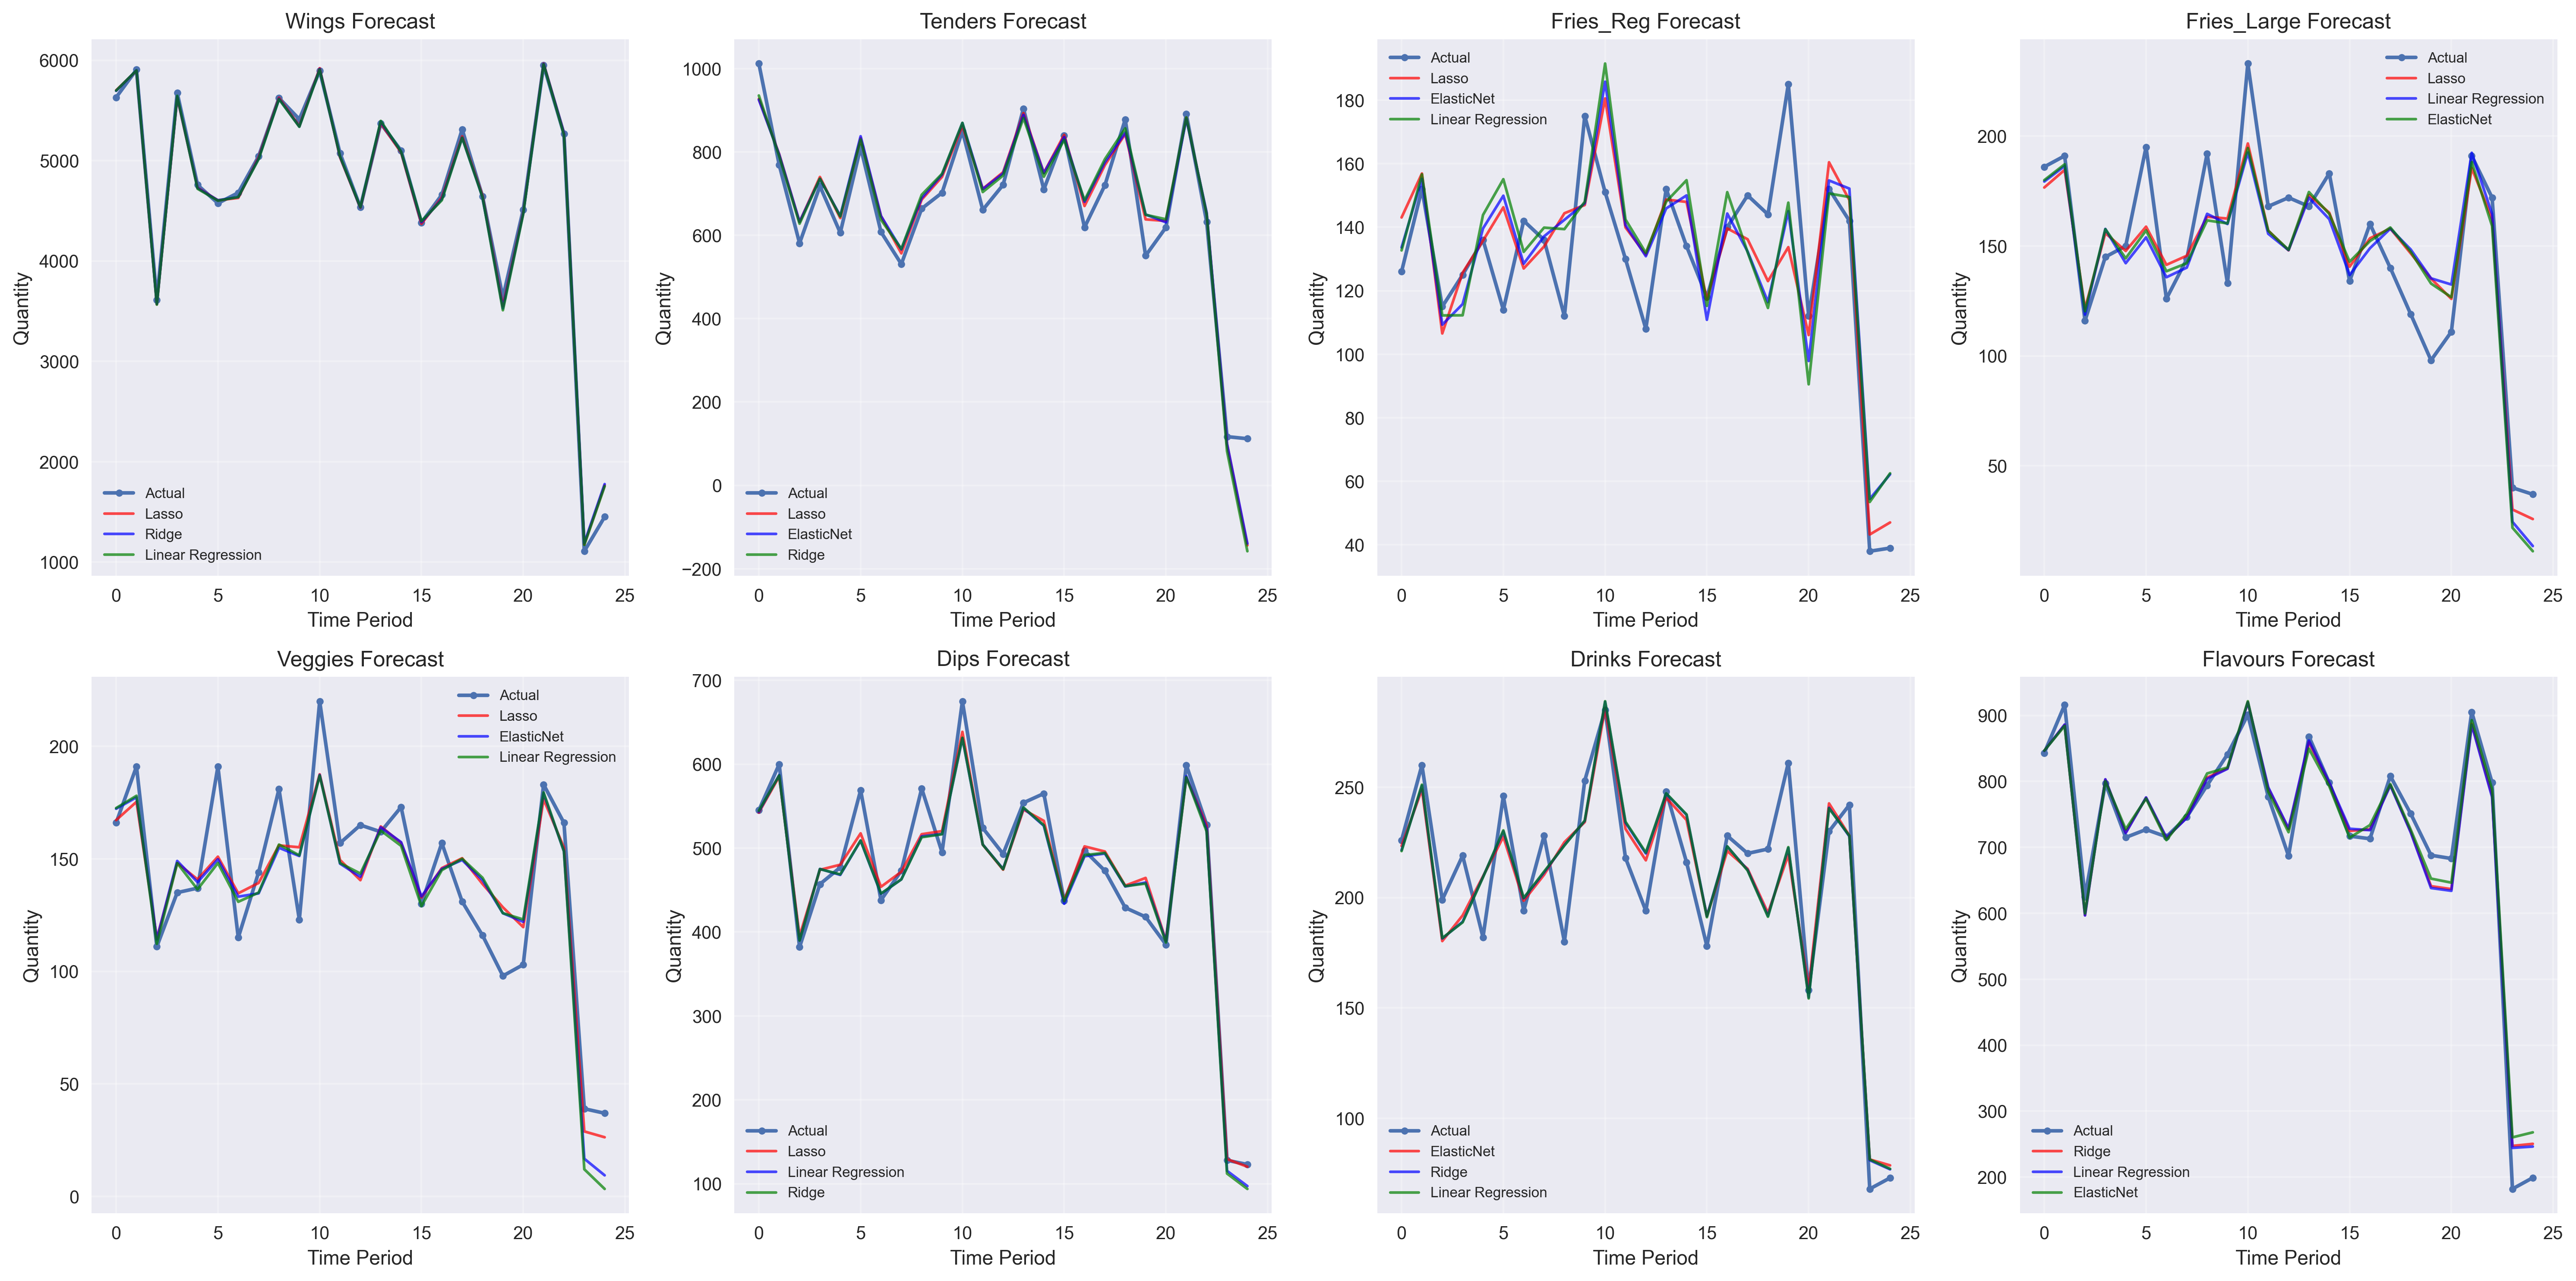 Wings Forecast
Quantity
6000
5000
4000
3000
2000
1000
Actual
Lasso
Ridge
Linear Regression
0 5 10 15 20 25
Time Period
Tenders Forecast
Quantity
1000
800
600
400
200
0
−200
Actual
Lasso
ElasticNet
Ridge
0 5 10 15 20 25
Time Period
Fries_Reg Forecast
Quantity
180
160
140
120
100
80
60
40
Actual
Lasso
ElasticNet
Linear Regression
0 5 10 15 20 25
Time Period
Fries_Large Forecast
Quantity
200
150
100
50
Actual
Lasso
Linear Regression
ElasticNet
0 5 10 15 20 25
Time Period
Veggies Forecast
Quantity
200
150
100
50
0
Actual
Lasso
ElasticNet
Linear Regression
0 5 10 15 20 25
Time Period
Dips Forecast
Quantity
700
600
500
400
300
200
100
Actual
Lasso
Linear Regression
Ridge
0 5 10 15 20 25
Time Period
Drinks Forecast
Quantity
250
200
150
100
Actual
ElasticNet
Ridge
Linear Regression
0 5 10 15 20 25
Time Period
Flavours Forecast
Quantity
900
800
700
600
500
400
300
200
Actual
Ridge
Linear Regression
ElasticNet
0 5 10 15 20 25
Time Period